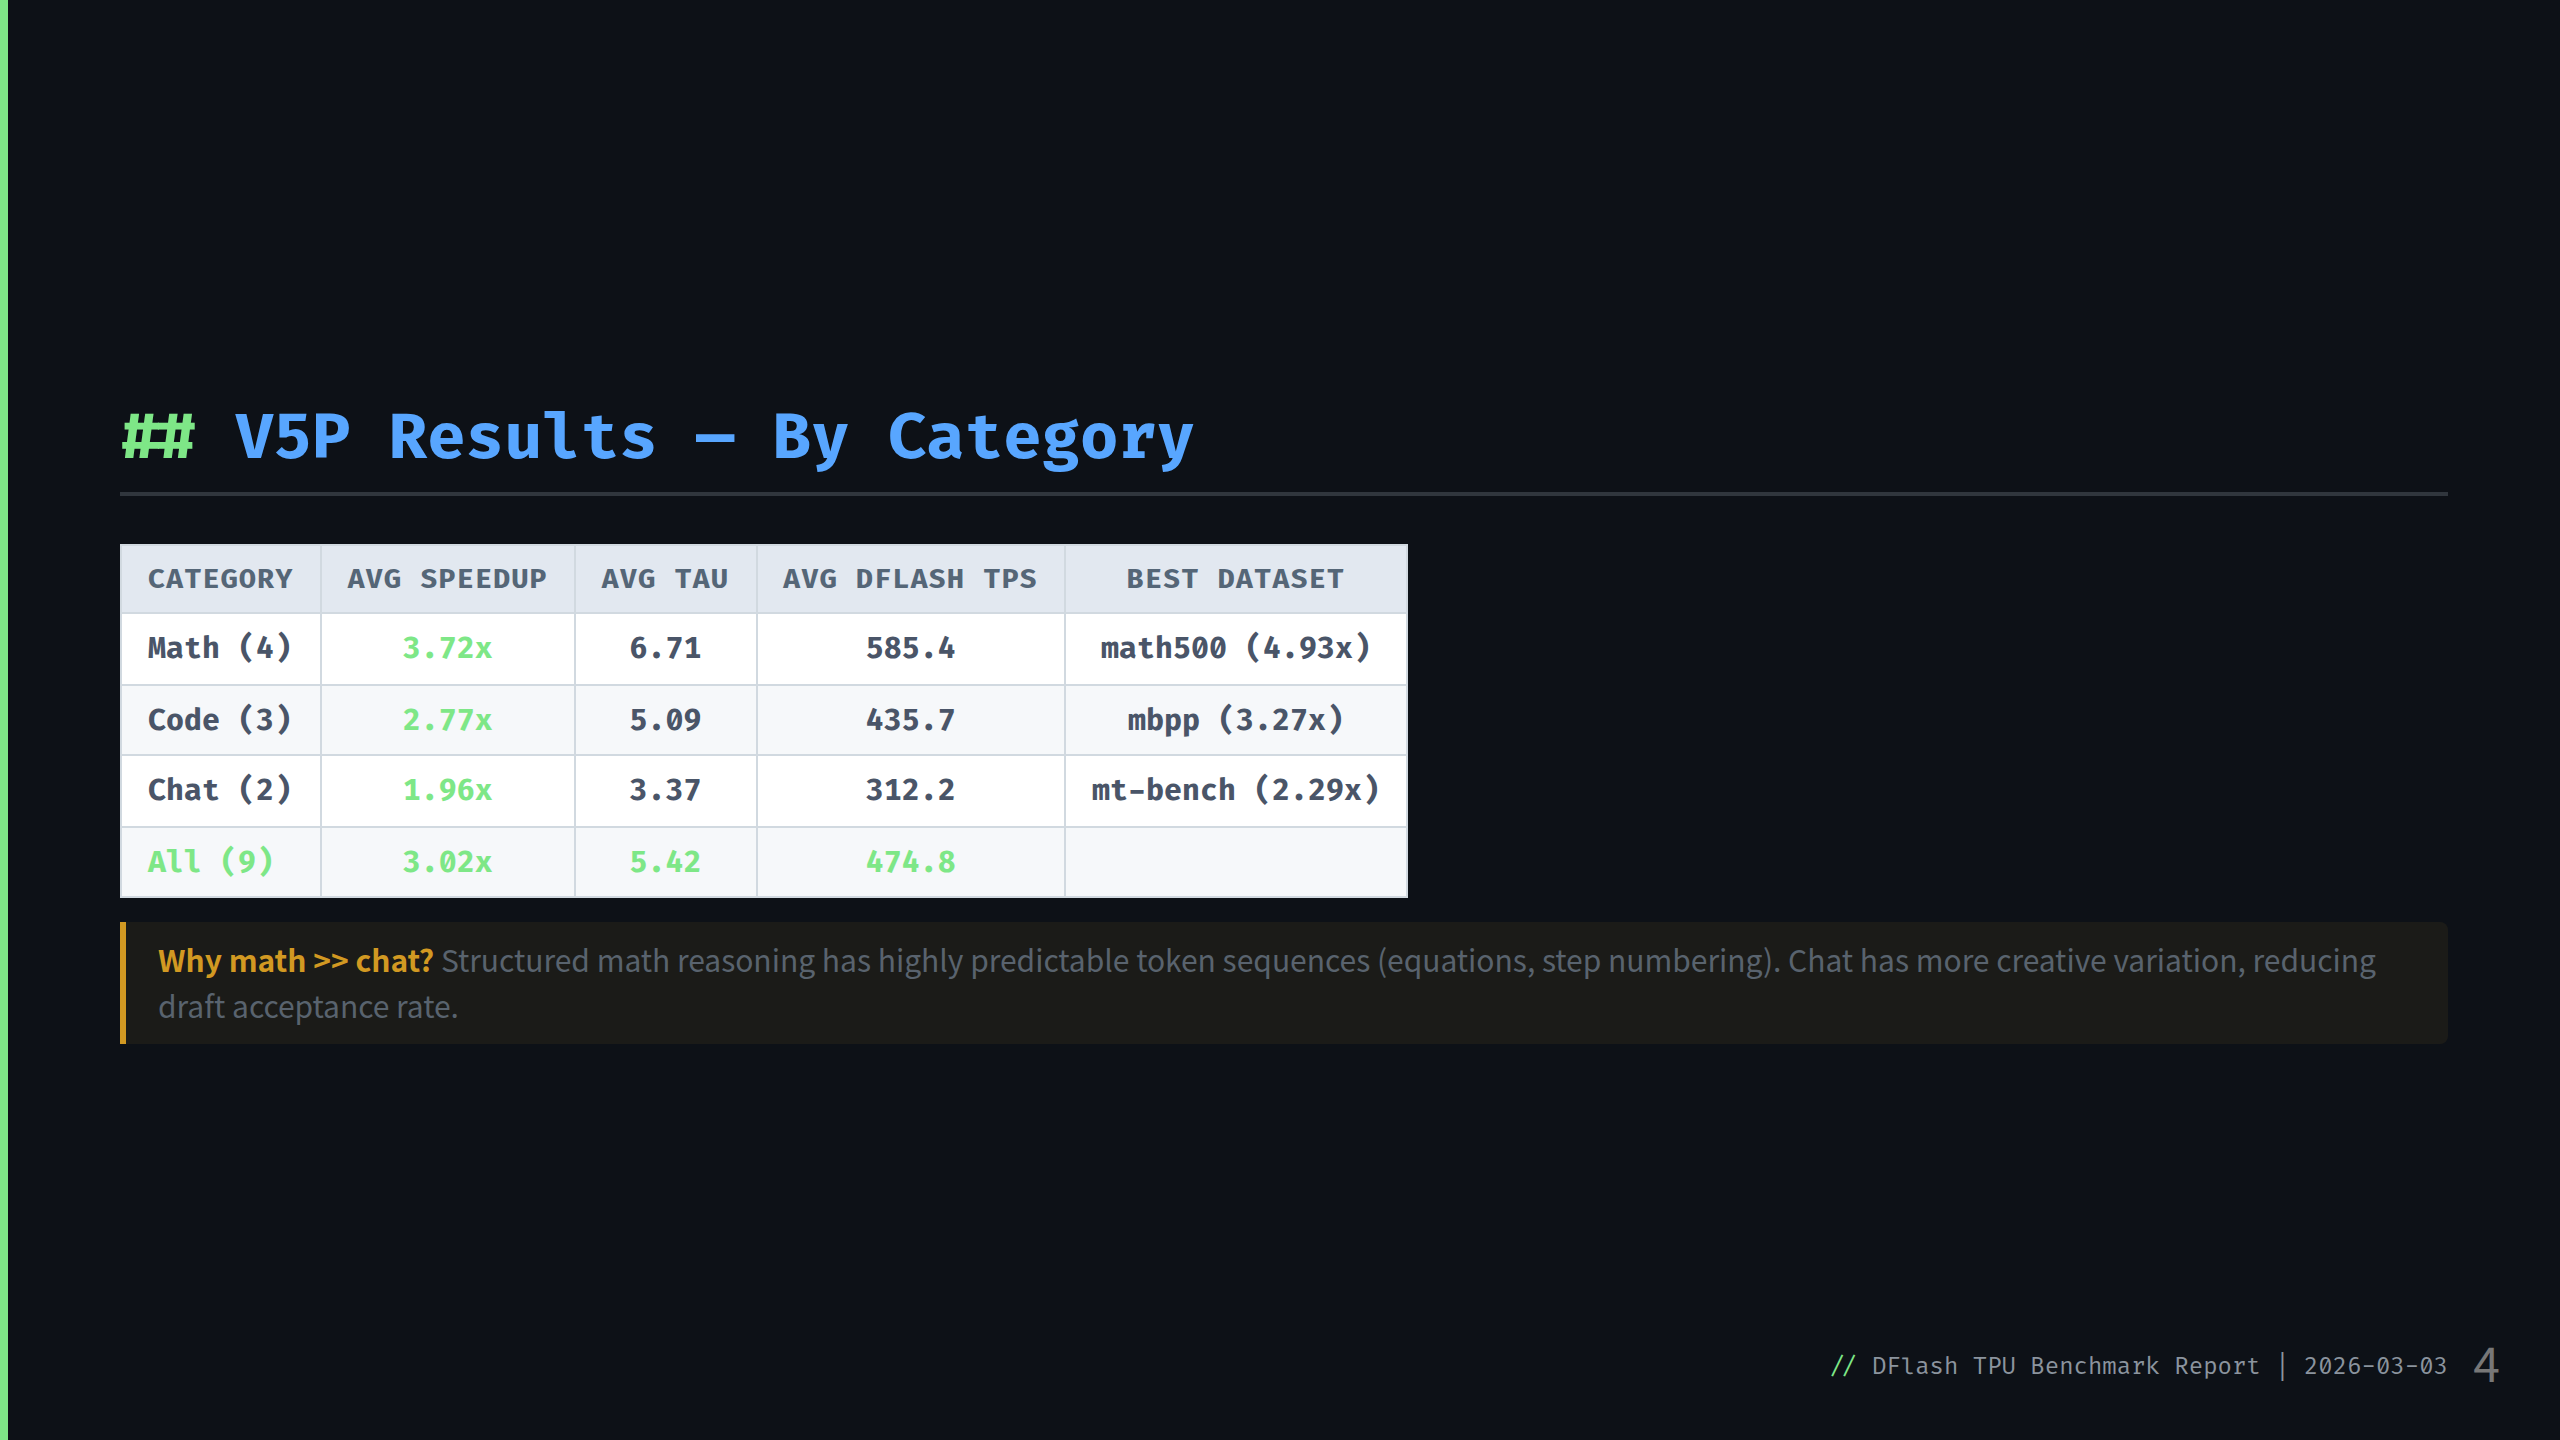 ## V5P Results — By Category
CATEGORY AVG SPEEDUP AVG TAU AVG DFLASH TPS BEST DATASET
Math (4) 3.72x 6.71 585.4 math500 (4.93x)
Code (3) 2.77x 5.09 435.7 mbpp (3.27x)
Chat (2) 1.96x 3.37 312.2 mt-bench (2.29x)
All (9) 3.02x 5.42 474.8
Why math >> chat? Structured math reasoning has highly predictable token sequences (equations, step numbering). Chat has more creative variation, reducing
draft acceptance rate.
// DFlash TPU Benchmark Report | 2026-03-03 4